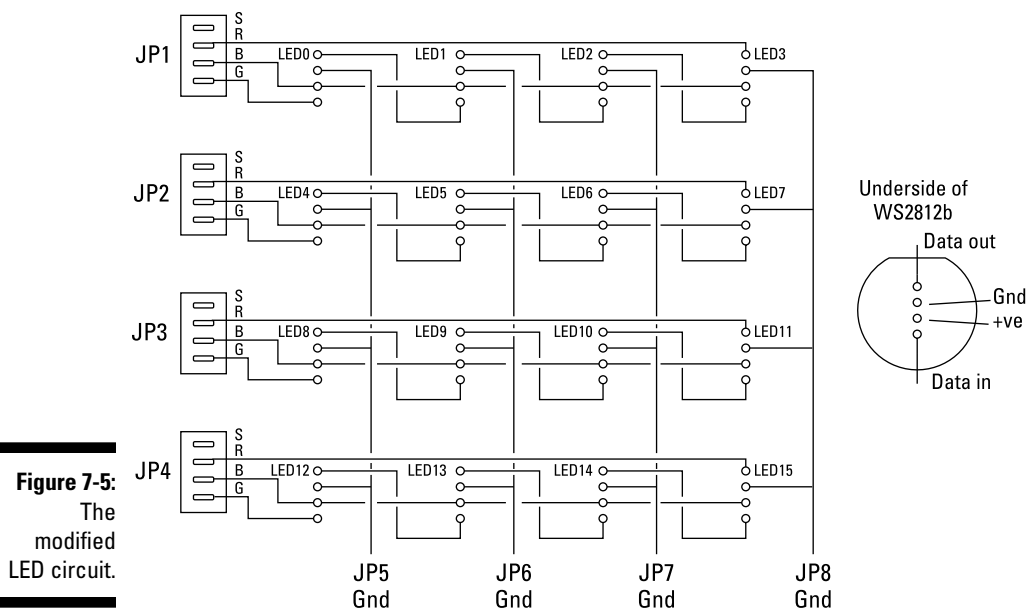 JP1
S
R
B
G
LED0
LED1
LED2
LED3
JP2
S
R
B
G
LED4
LED5
LED6
LED7
JP3
S
R
B
G
LED8
LED9
LED10
LED11
JP4
S
R
B
G
LED12
LED13
LED14
LED15
JP5
Gnd
JP6
Gnd
JP7
Gnd
JP8
Gnd
Underside of
WS2812b
Data out
Gnd
+ve
Data in
Figure 7-5:
The
modified
LED circuit.